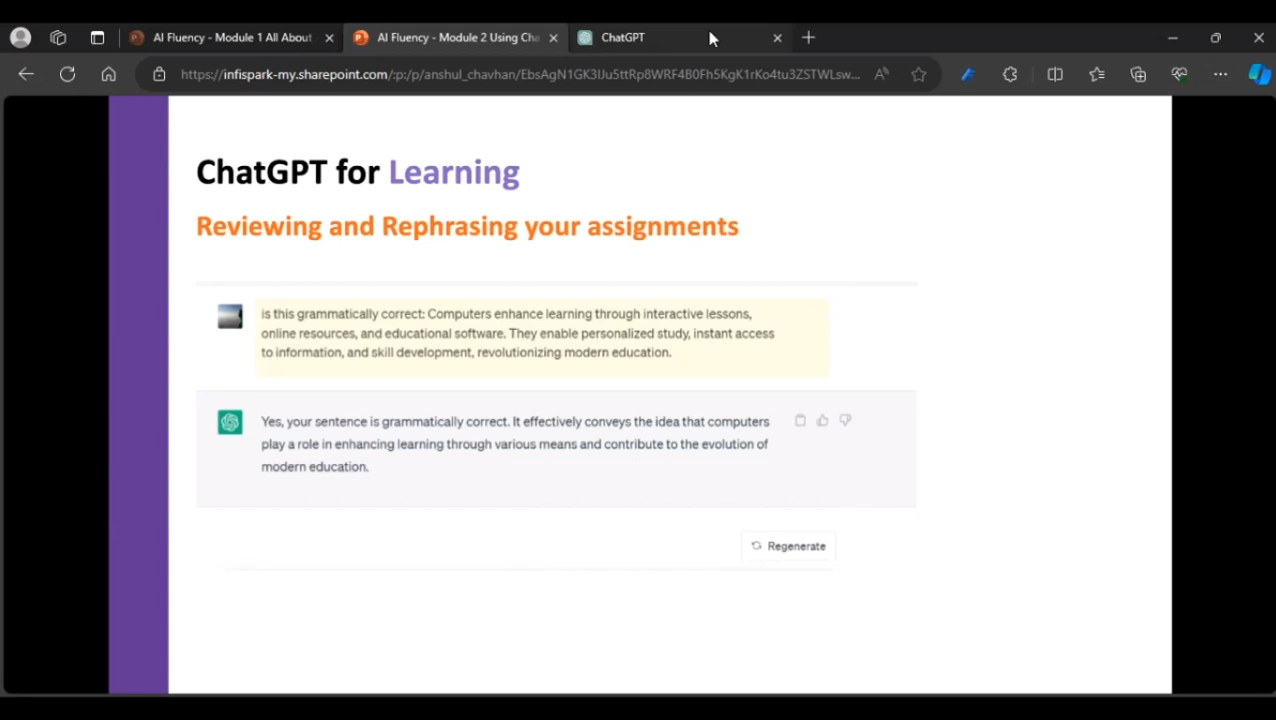 AI Fluency - Module 1 All About
AI Fluency - Module 2 Using Cha
ChatGPT
https://infispark-my.sharepoint.com/:p:/p/anshul_chavhan/EbsAgN1GK3IJu5ttRp8WRF4B0Fh5KgK1rKo4tu3ZSTWLsw...
ChatGPT for Learning
Reviewing and Rephrasing your assignments
is this grammatically correct: Computers enhance learning through interactive lessons,
online resources, and educational software. They enable personalized study, instant access
to information, and skill development, revolutionizing modern education.
Yes, your sentence is grammatically correct. It effectively conveys the idea that computers
play a role in enhancing learning through various means and contribute to the evolution of
modern education.
Regenerate